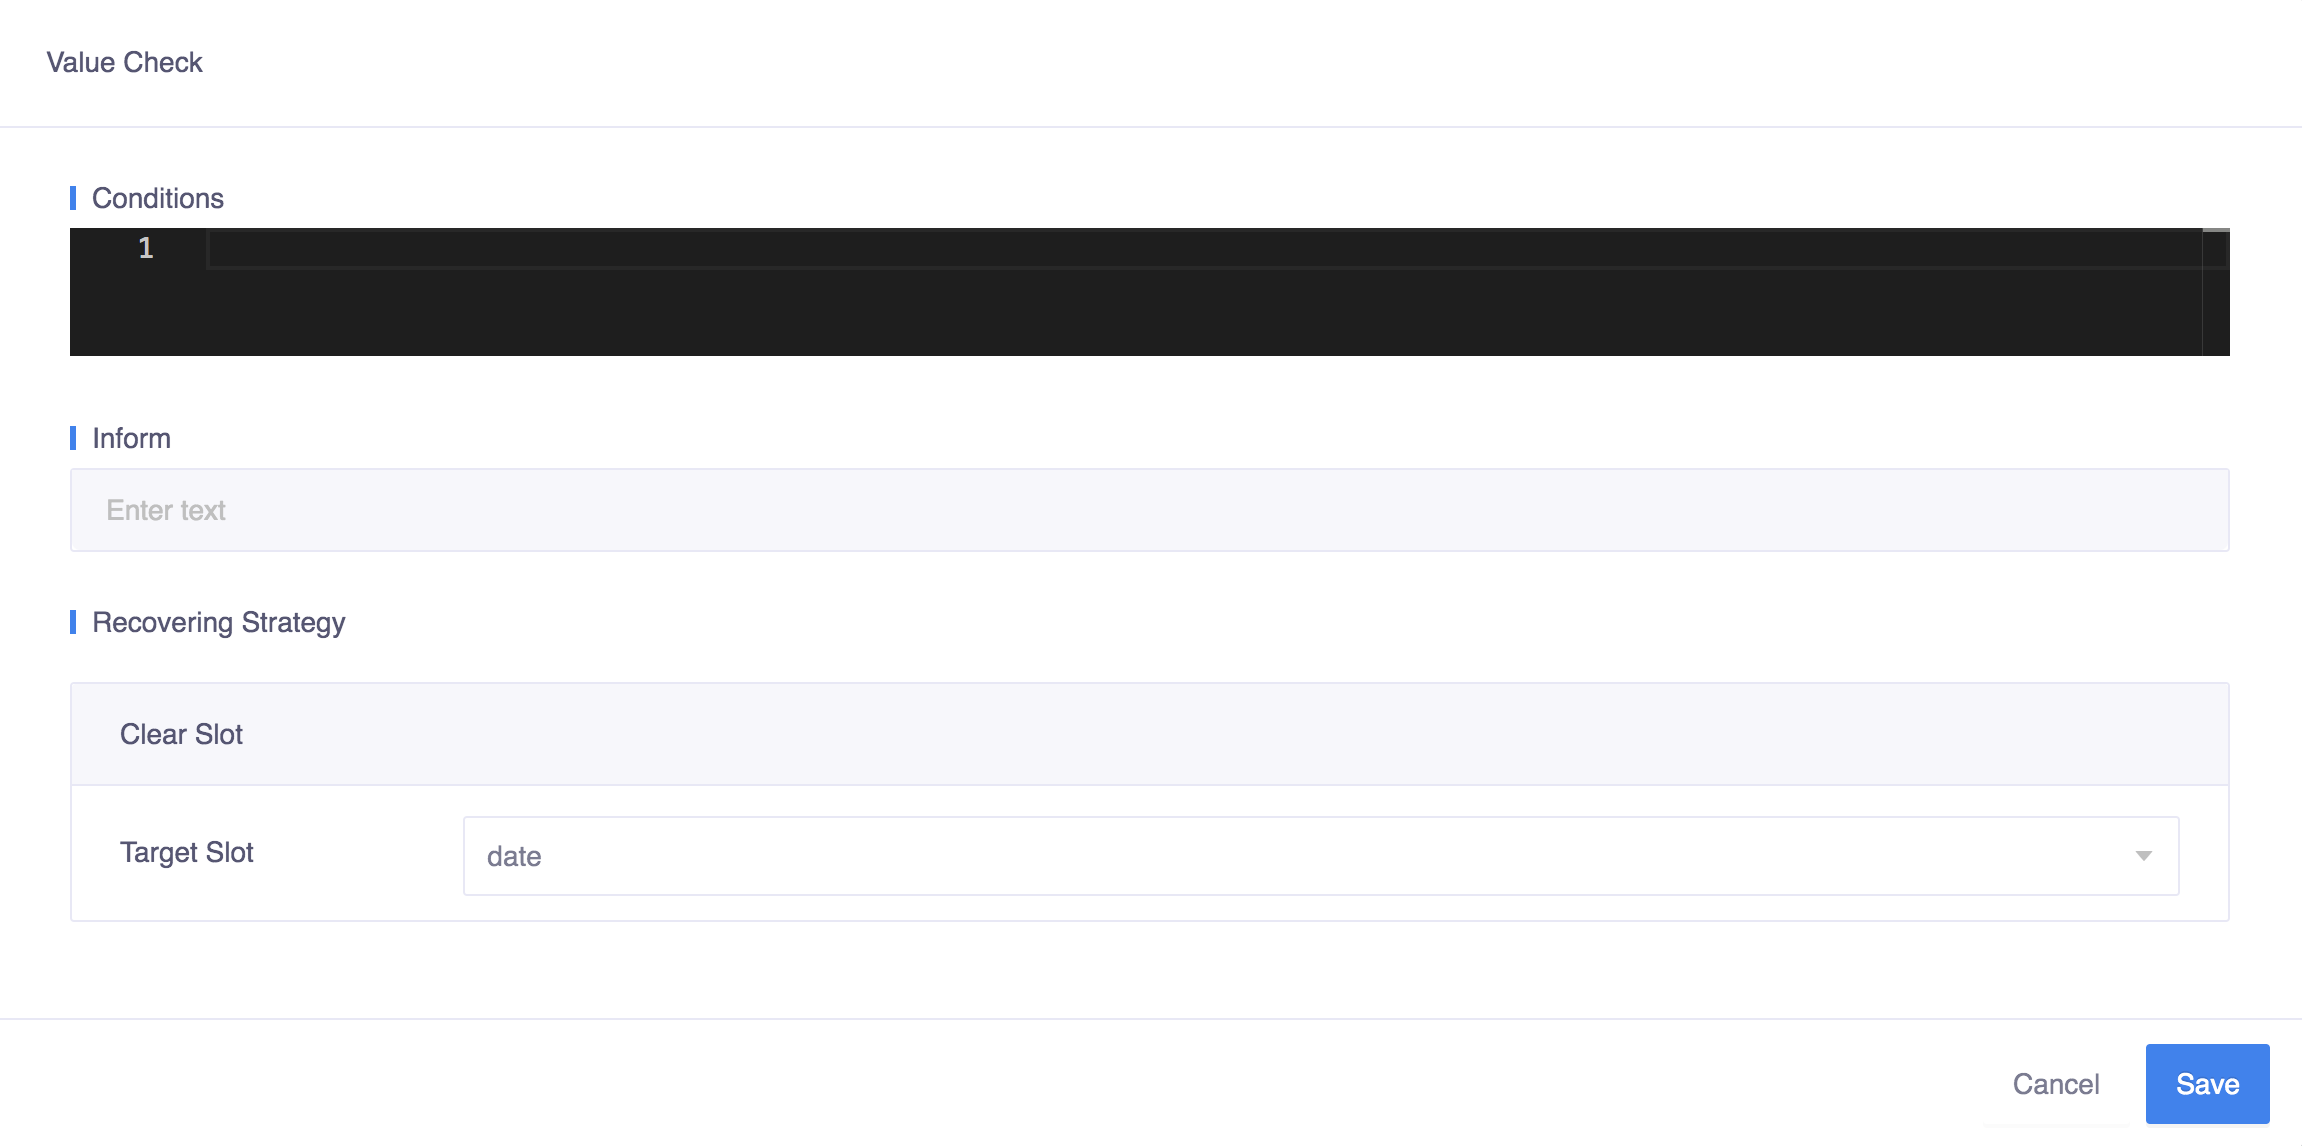 Value Check
Conditions
1
Inform
Enter text
Recovering Strategy
Clear Slot
Target Slot
date
Cancel
Save